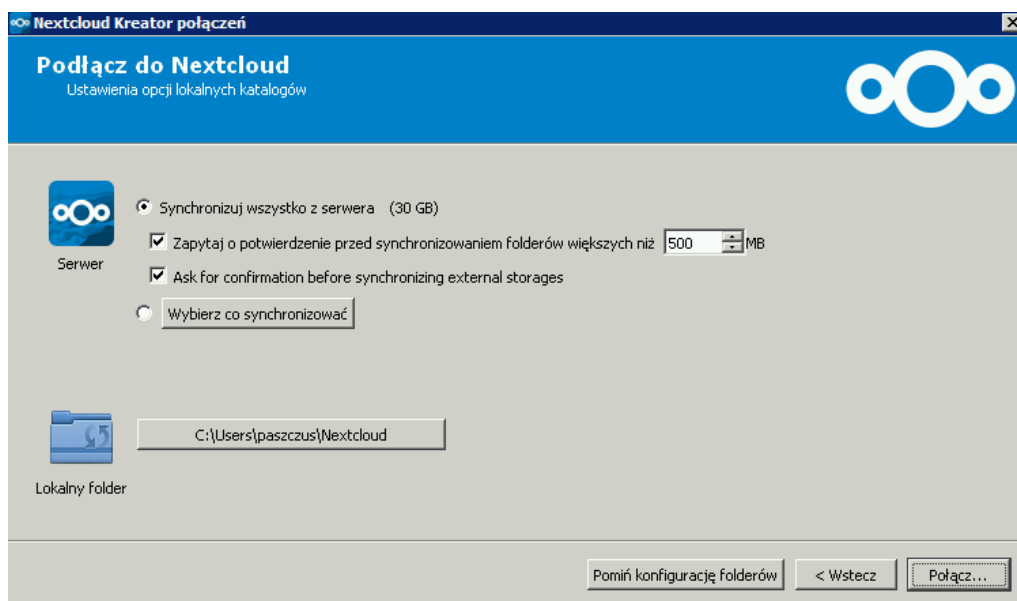 Nextcloud Kreator połączeń
Podłącz do Nextcloud
Ustawienia opcji lokalnych katalogów
Synchronizuj wszystko z serwera (30 GB)
Zapytaj o potwierdzenie przed synchronizowaniem folderów większych niż 500 MB
Serwer
Ask for confirmation before synchronizing external storages
Wybierz co synchronizować
C:\Users\paszczus\Nextcloud
Lokalny folder
Pomiń konfigurację folderów < Wstecz Połącz...